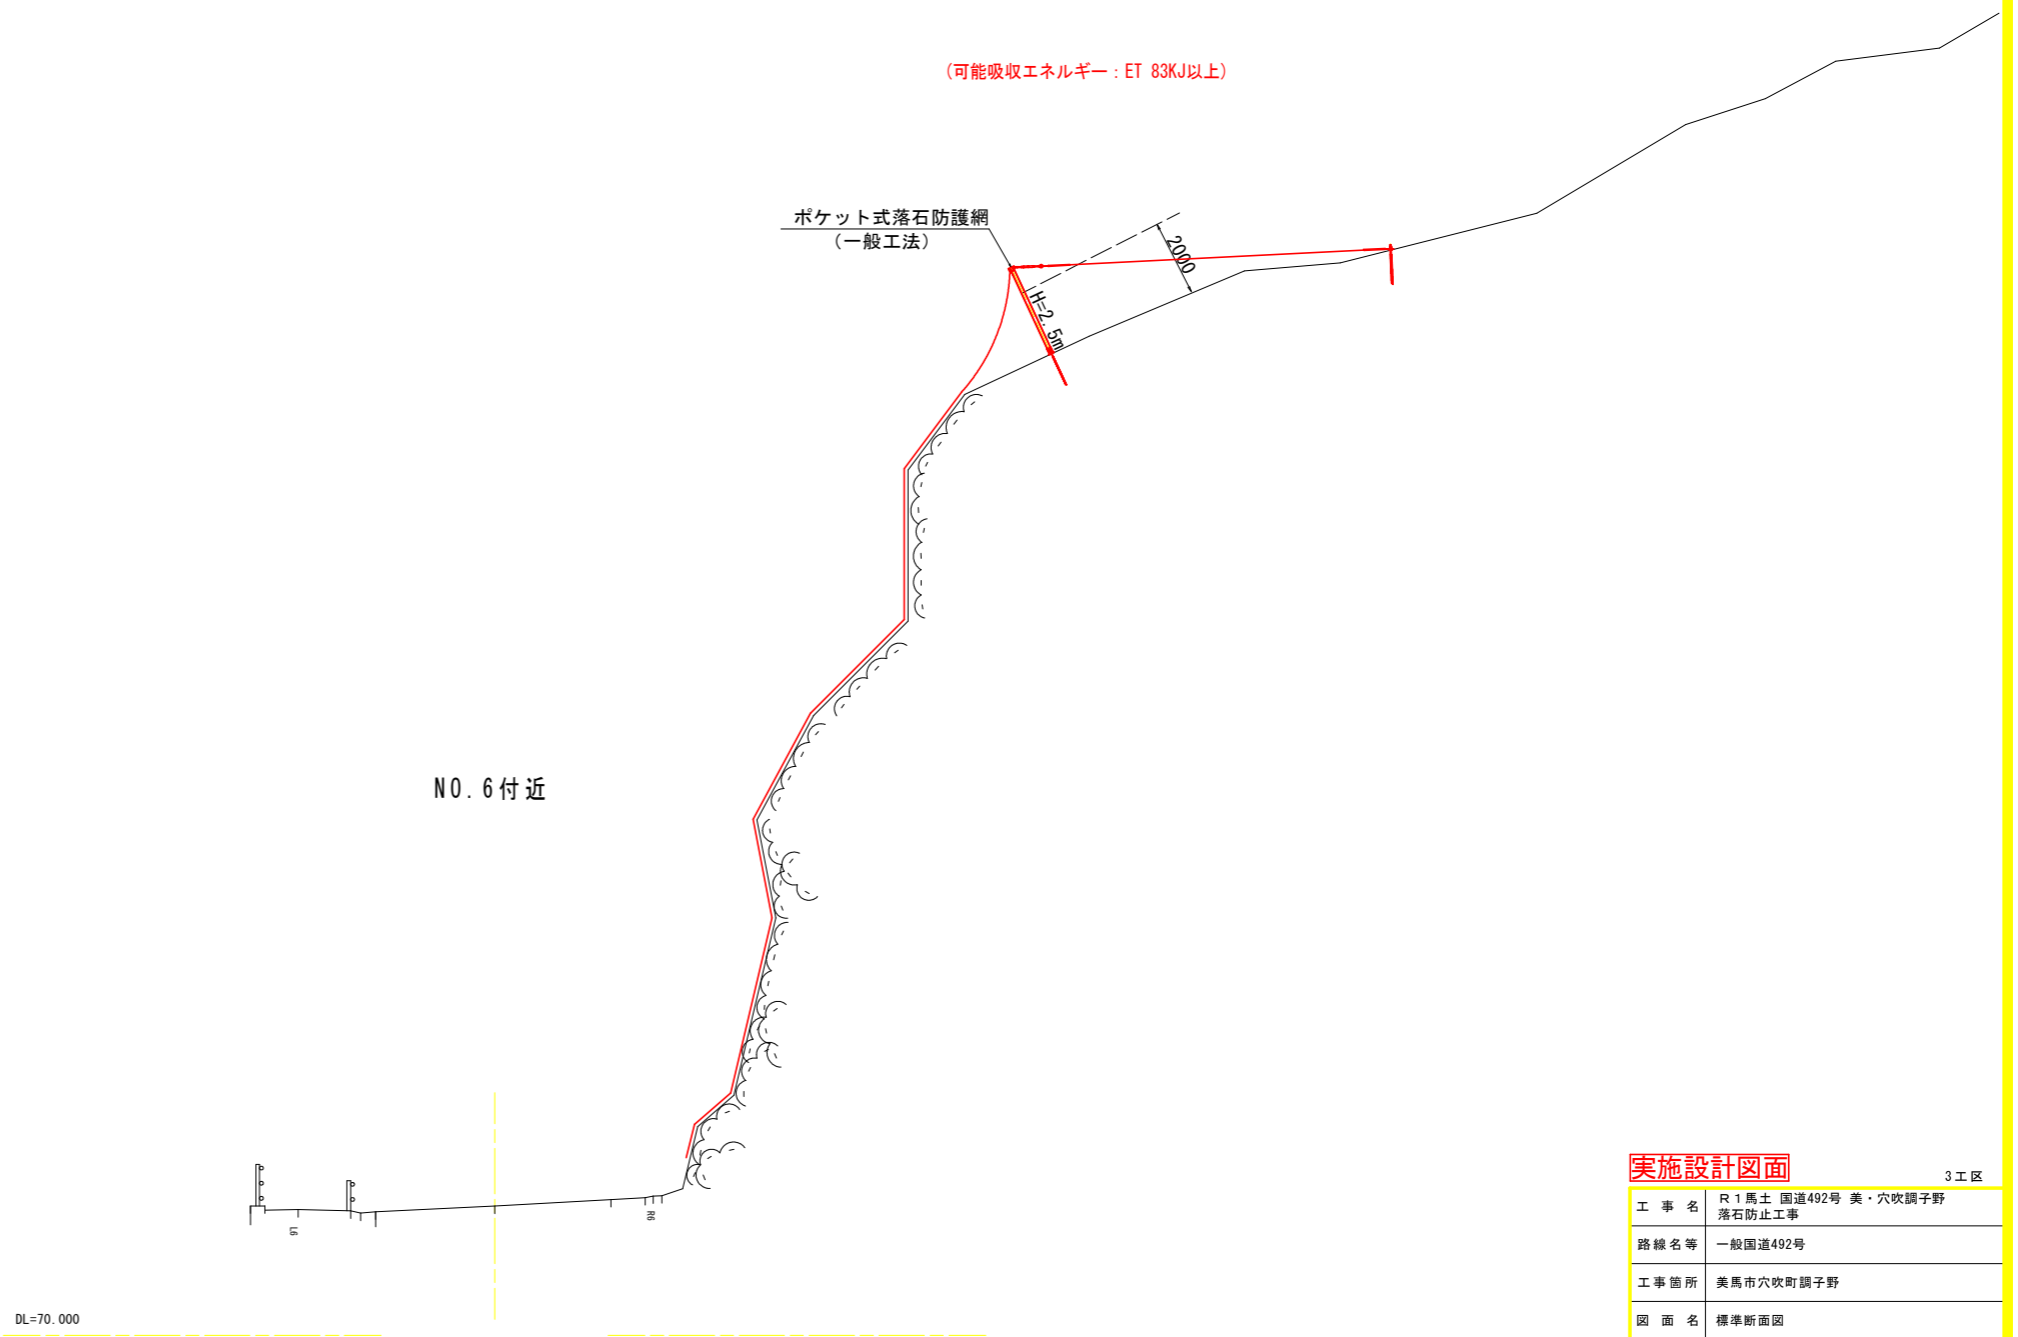 (可能吸収エネルギー：ET 83KJ以上)
ポケット式落石防護網
(一般工法)
2000
H=2.5m
NO.6付近
L6
R6
DL=70.000
実施設計図面
3工区
工事名 R1馬土 国道492号 美・穴吹調子野
落石防止工事
路線名等 一般国道492号
工事箇所 美馬市穴吹町調子野
図面名 標準断面図